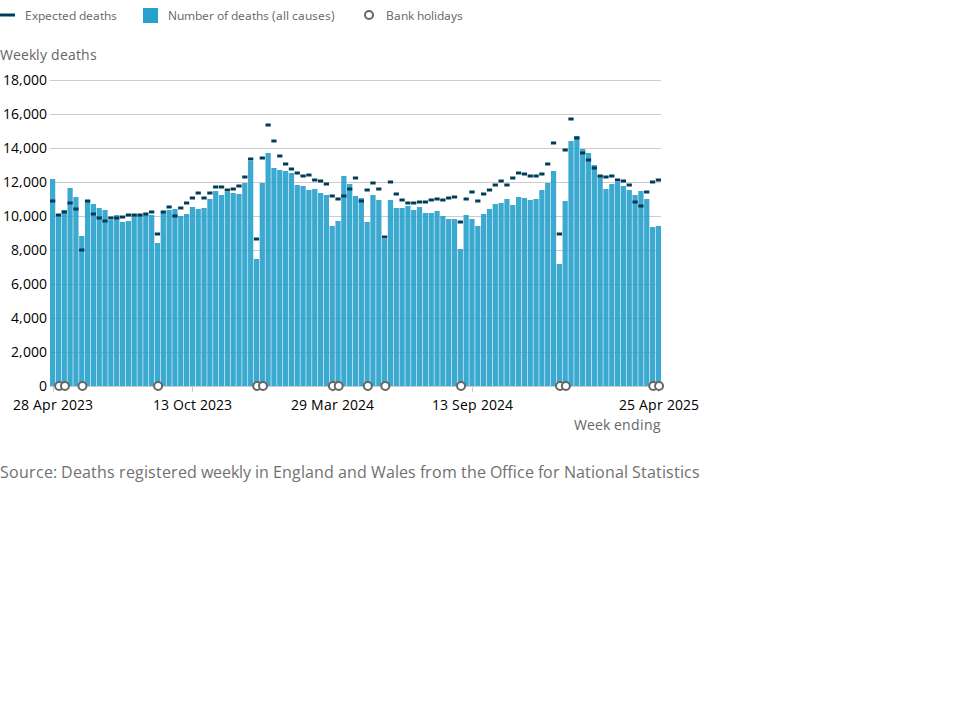 Expected deaths Number of deaths (all causes) Bank holidays
Weekly deaths
18,000
16,000
14,000
12,000
10,000
8,000
6,000
4,000
2,000
0
28 Apr 2023 13 Oct 2023 29 Mar 2024 13 Sep 2024 25 Apr 2025
Week ending
Source: Deaths registered weekly in England and Wales from the Office for National Statistics